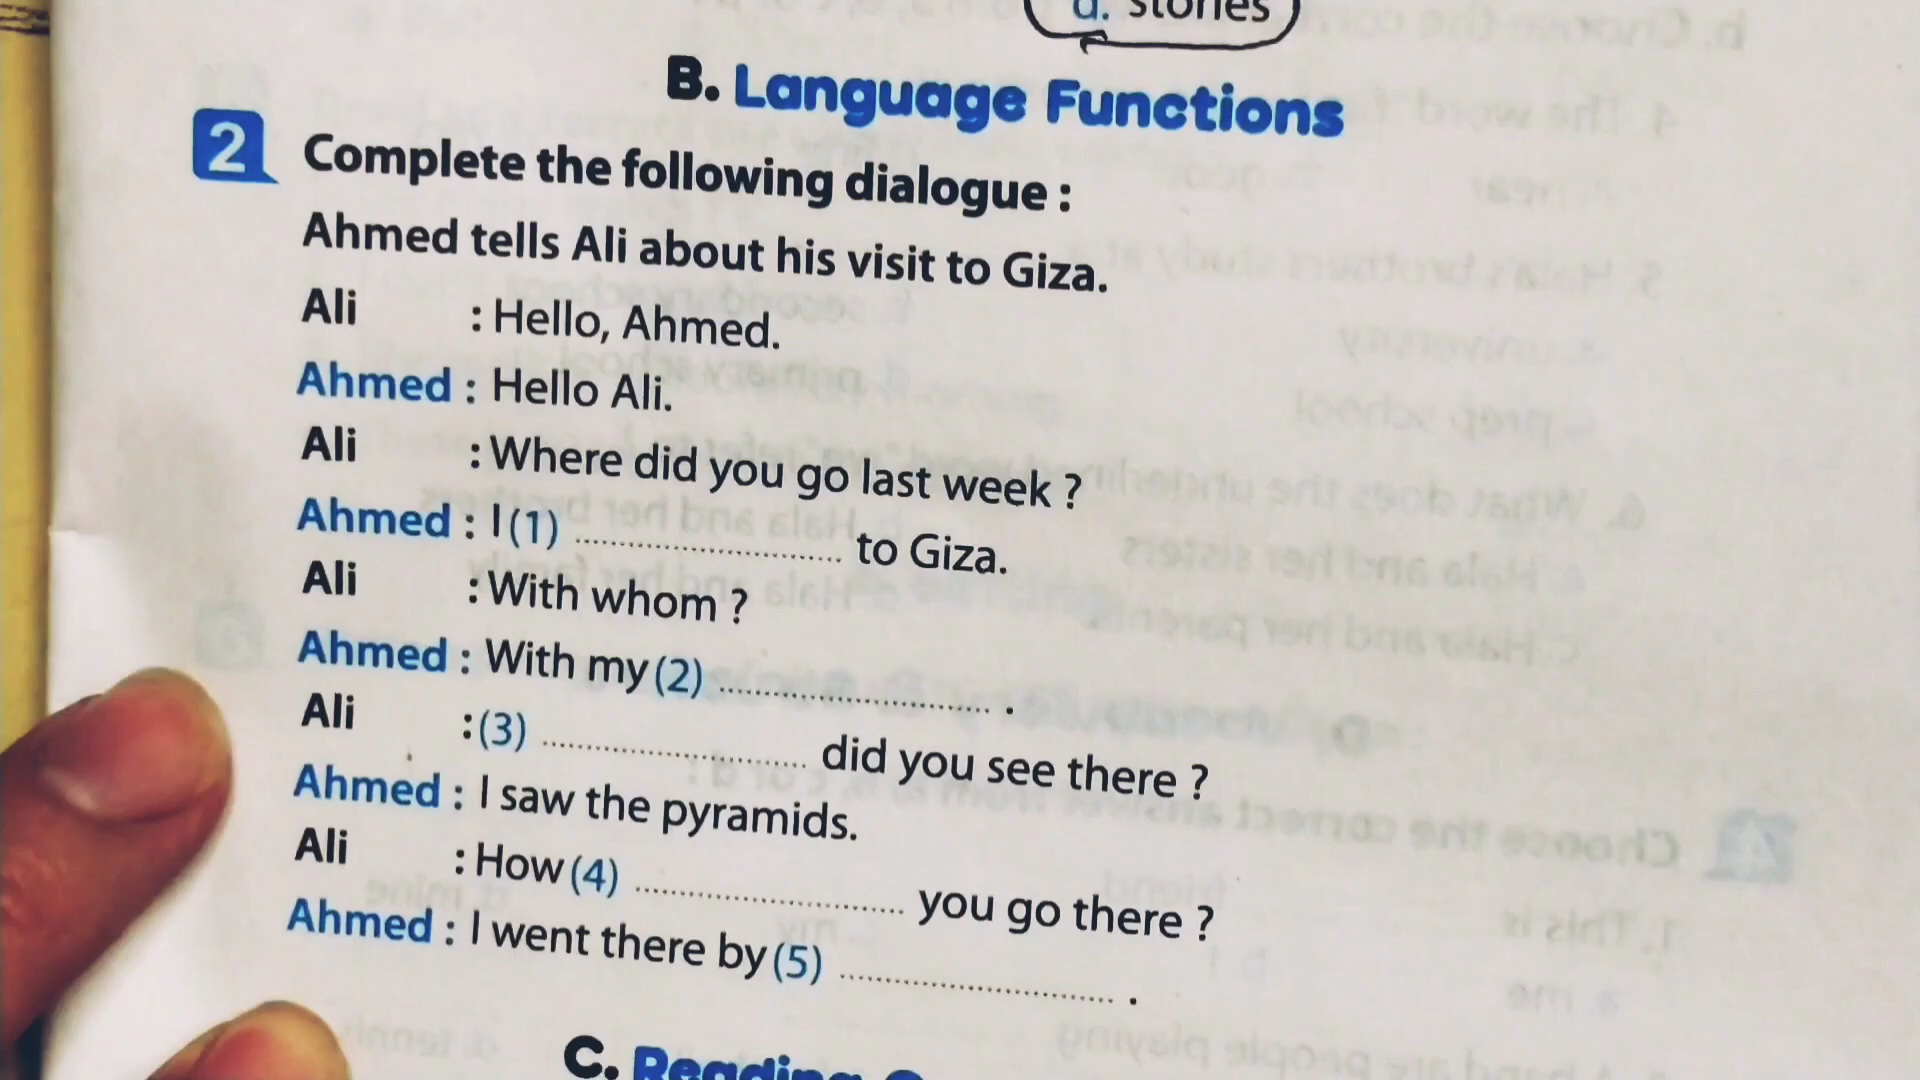 d. stories
B. Language Functions
2 Complete the following dialogue :
Ahmed tells Ali about his visit to Giza.
Ali : Hello, Ahmed.
Ahmed : Hello Ali.
Ali : Where did you go last week ?
Ahmed : I (1) .............................. to Giza.
Ali : With whom ?
Ahmed : With my (2) .............................. .
Ali : (3) .............................. did you see there ?
Ahmed : I saw the pyramids.
Ali : How (4) .............................. you go there ?
Ahmed : I went there by (5) .............................. .
C. Reading